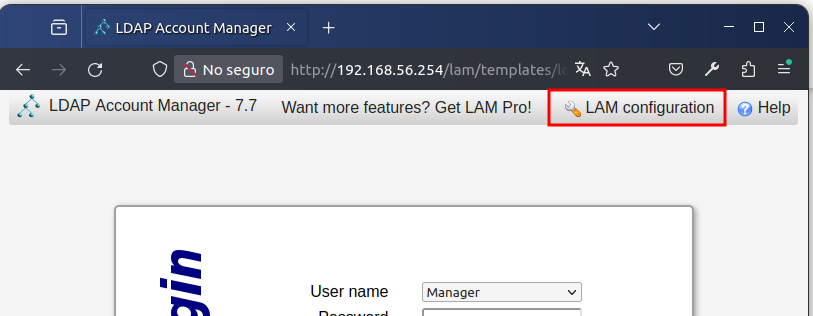 LDAP Account Manager
No seguro
http://192.168.56.254/lam/templates/
LDAP Account Manager - 7.7 Want more features? Get LAM Pro! LAM configuration Help
gin
User name Manager
Password